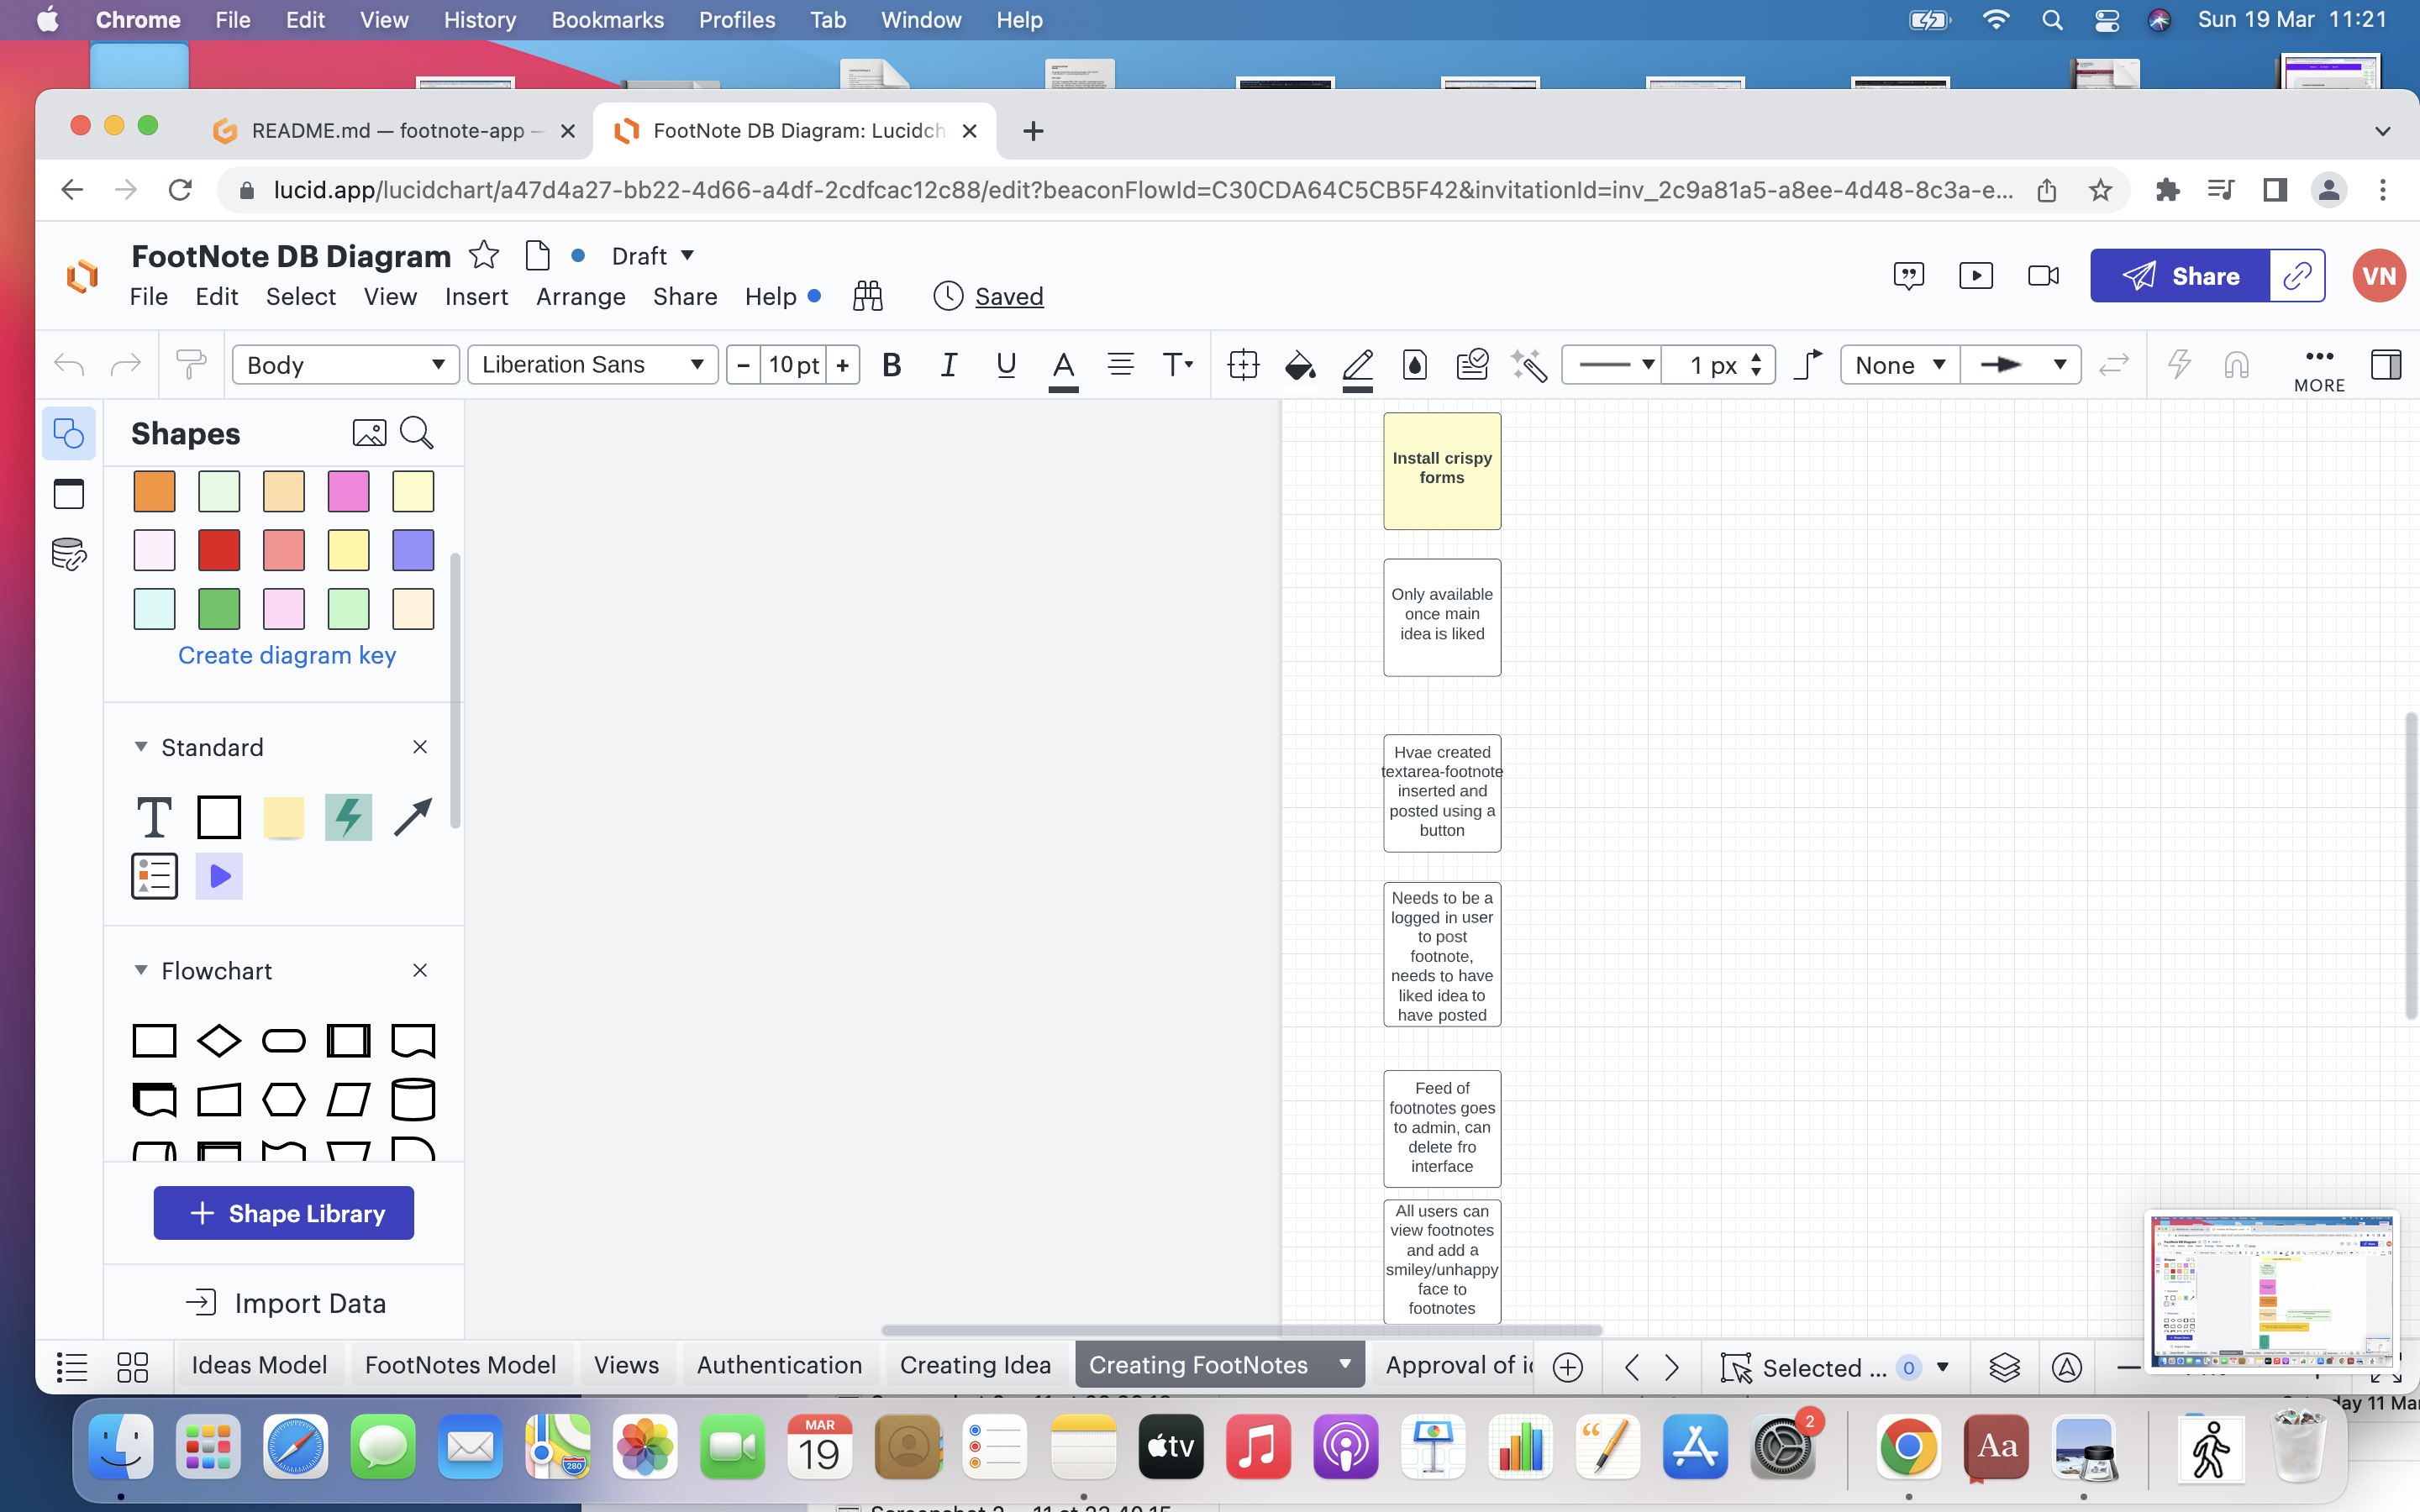 Chrome File Edit View History Bookmarks Profiles Tab Window Help Sun 19 Mar 11:21
README.md — footnote-app —
FootNote DB Diagram: Lucidch
lucid.app/lucidchart/a47d4a27-bb22-4d66-a4df-2cdfcac12c88/edit?beaconFlowId=C30CDA64C5CB5F42&invitationId=inv_2c9a81a5-a8ee-4d48-8c3a-e...
FootNote DB Diagram
Draft
File Edit Select View Insert Arrange Share Help
Saved
Share
VN
Body
Liberation Sans
- 10 pt +
B I U A T
1 px
None
MORE
Shapes
Create diagram key
Standard
T
Flowchart
+ Shape Library
Import Data
Install crispy
forms
Only available
once main
idea is liked
Hvae created
textarea-footnote
inserted and
posted using a
button
Needs to be a
logged in user
to post
footnote,
needs to have
liked idea to
have posted
Feed of
footnotes goes
to admin, can
delete fro
interface
All users can
view footnotes
and add a
smiley/unhappy
face to
footnotes
Ideas Model FootNotes Model Views Authentication Creating Idea Creating FootNotes Approval of
Selected ... 0
day 11 Mar
MAR
19
280
tv
2
Aa